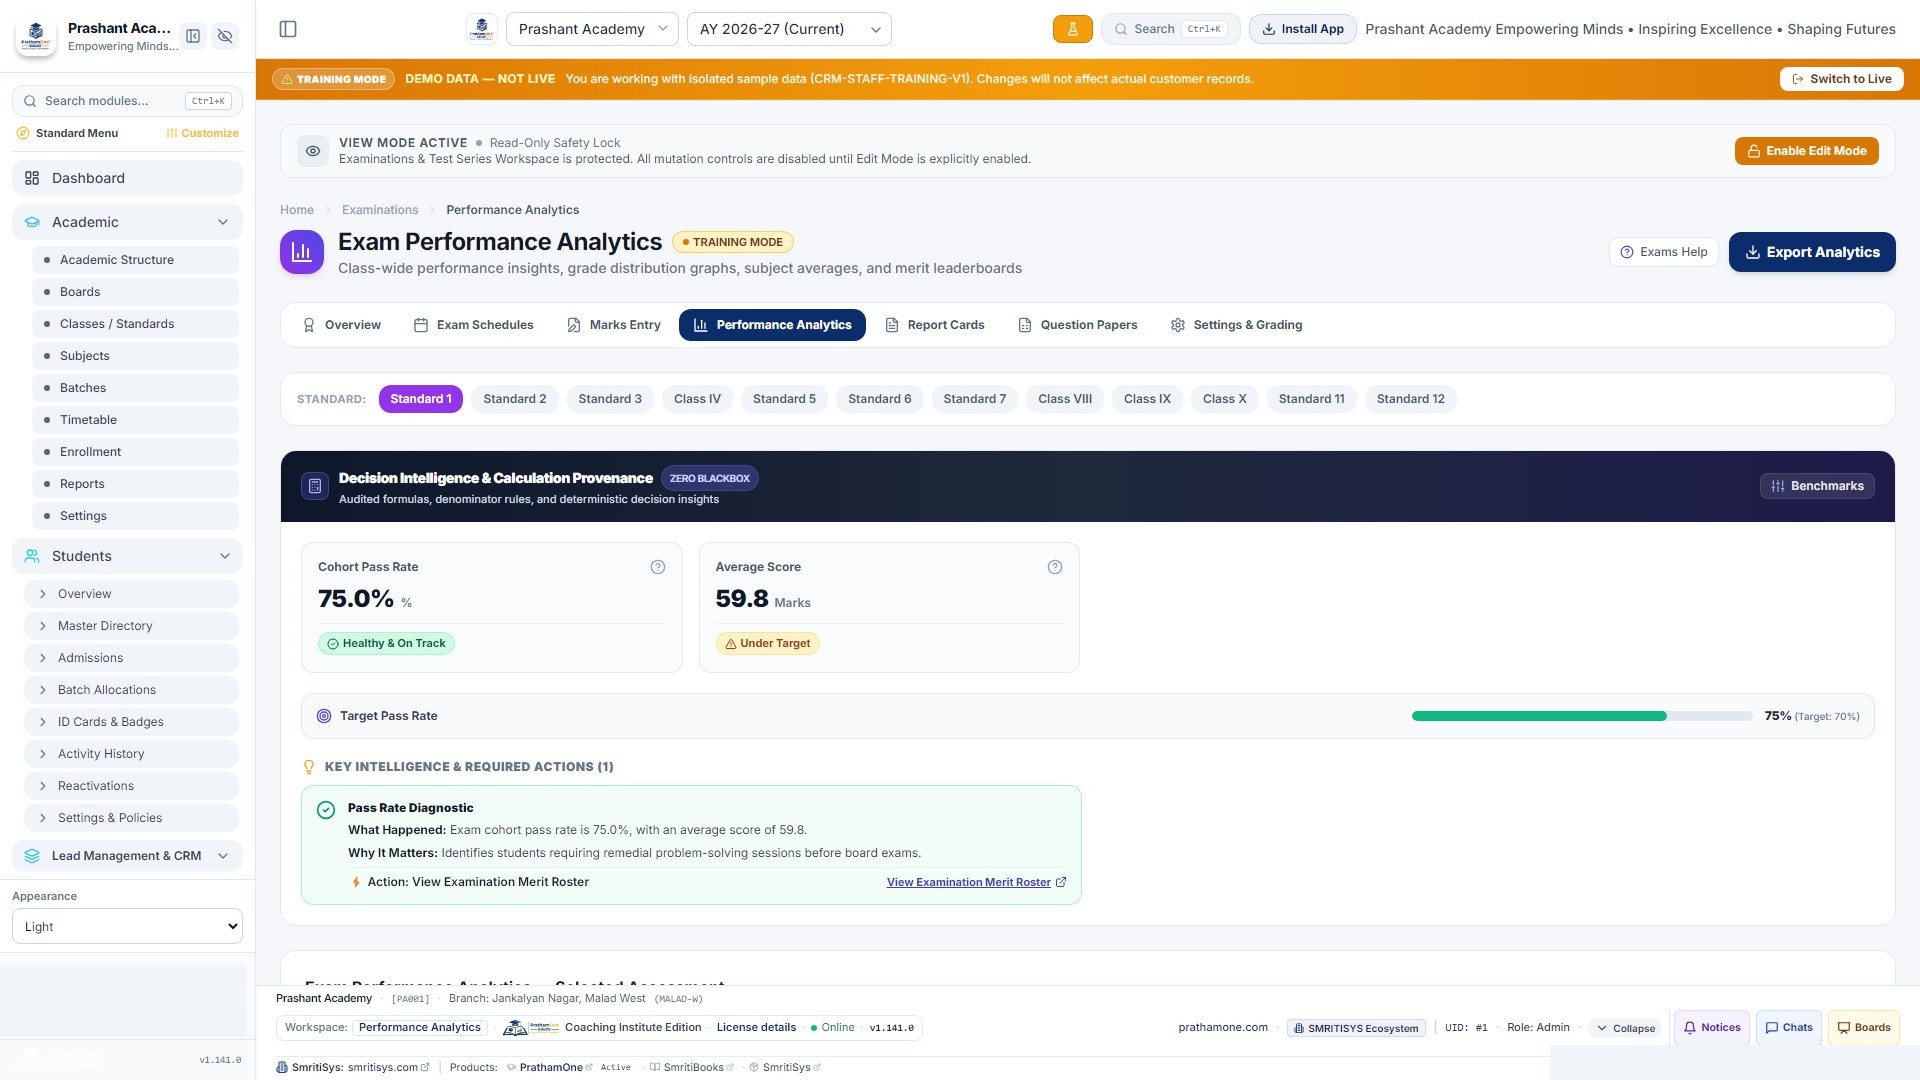 Prashant Aca...
Empowering Minds...
Search modules... Ctrl+K
Standard Menu Customize
Dashboard
Academic
Academic Structure
Boards
Classes / Standards
Subjects
Batches
Timetable
Enrollment
Reports
Settings
Students
Overview
Master Directory
Admissions
Batch Allocations
ID Cards & Badges
Activity History
Reactivations
Settings & Policies
Lead Management & CRM
Appearance
Light
v1.141.0
Prashant Academy AY 2026-27 (Current) Search Ctrl+K Install App Prashant Academy Empowering Minds • Inspiring Excellence • Shaping Futures
TRAINING MODE DEMO DATA — NOT LIVE You are working with isolated sample data (CRM-STAFF-TRAINING-V1). Changes will not affect actual customer records. Switch to Live
VIEW MODE ACTIVE Read-Only Safety Lock
Examinations & Test Series Workspace is protected. All mutation controls are disabled until Edit Mode is explicitly enabled. Enable Edit Mode
Home Examinations Performance Analytics
Exam Performance Analytics TRAINING MODE
Class-wide performance insights, grade distribution graphs, subject averages, and merit leaderboards
Exams Help Export Analytics
Overview Exam Schedules Marks Entry Performance Analytics Report Cards Question Papers Settings & Grading
STANDARD: Standard 1 Standard 2 Standard 3 Class IV Standard 5 Standard 6 Standard 7 Class VIII Class IX Class X Standard 11 Standard 12
Decision Intelligence & Calculation Provenance ZERO BLACKBOX
Audited formulas, denominator rules, and deterministic decision insights
Benchmarks
Cohort Pass Rate
75.0% %
Healthy & On Track
Average Score
59.8 Marks
Under Target
Target Pass Rate 75% (Target: 70%)
KEY INTELLIGENCE & REQUIRED ACTIONS (1)
Pass Rate Diagnostic
What Happened: Exam cohort pass rate is 75.0%, with an average score of 59.8.
Why It Matters: Identifies students requiring remedial problem-solving sessions before board exams.
Action: View Examination Merit Roster View Examination Merit Roster
Exam Performance Analytics — Selected Assessment
Prashant Academy · [PA001] · Branch: Jankalyan Nagar, Malad West (MALAD-W)
Workspace: Performance Analytics · Coaching Institute Edition · License details · Online · v1.141.0
prathamone.com · SMRITISYS Ecosystem | UID: #1 · Role: Admin · Collapse Notices Chats Boards
SmritiSys: smritisys.com | Products: PrathamOne Active · SmritiBooks · SmritiSys